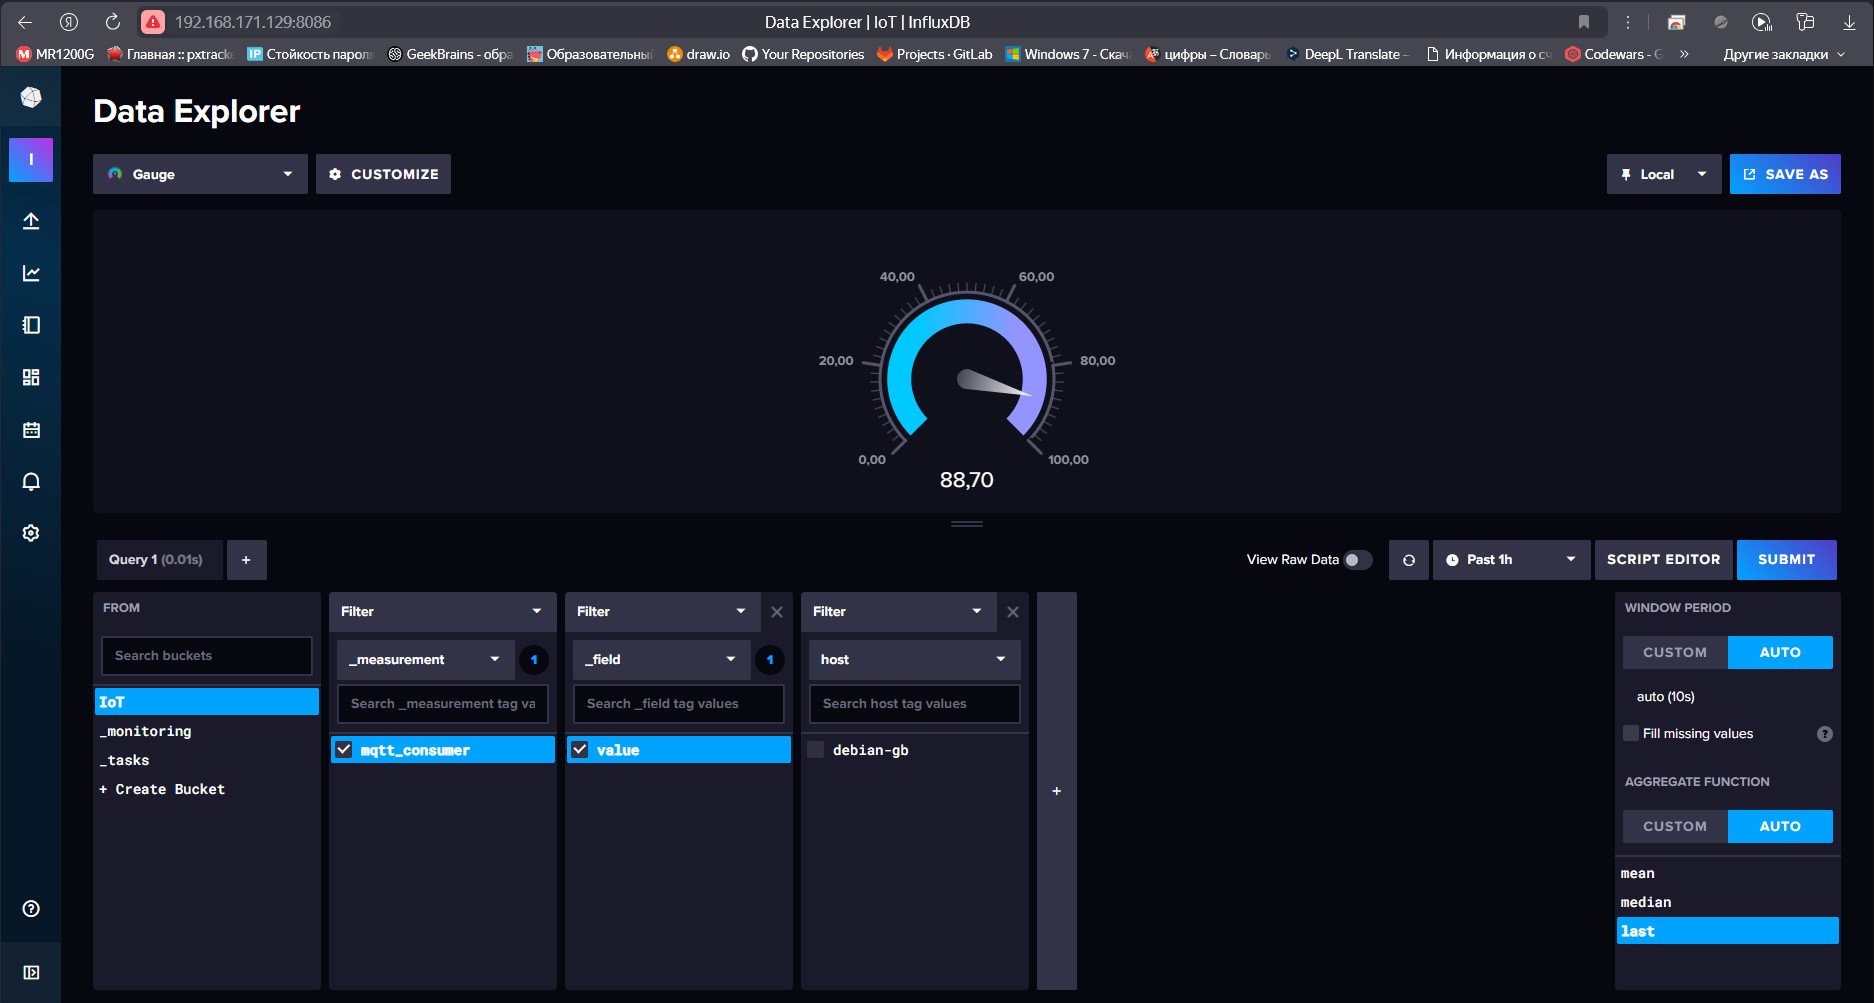 192.168.171.129:8086
Data Explorer | IoT | InfluxDB
MR1200G
Главная :: pxtrack
IP Стойкость пароля
GeekBrains - обра
Образовательный
draw.io
Your Repositories
Projects · GitLab
Windows 7 - Скач
цифры – Словарь
DeepL Translate –
Информация о сч
Codewars - G
»
Другие закладки
Data Explorer
I
Gauge
CUSTOMIZE
Local
SAVE AS
40,00
60,00
20,00
80,00
0,00
100,00
88,70
Query 1 (0.01s)
+
View Raw Data
Past 1h
SCRIPT EDITOR
SUBMIT
FROM
Search buckets
IoT
_monitoring
_tasks
+ Create Bucket
Filter
_measurement
1
Search _measurement tag va
mqtt_consumer
Filter
_field
1
Search _field tag values
value
Filter
host
Search host tag values
debian-gb
+
WINDOW PERIOD
CUSTOM
AUTO
auto (10s)
Fill missing values
?
AGGREGATE FUNCTION
CUSTOM
AUTO
mean
median
last